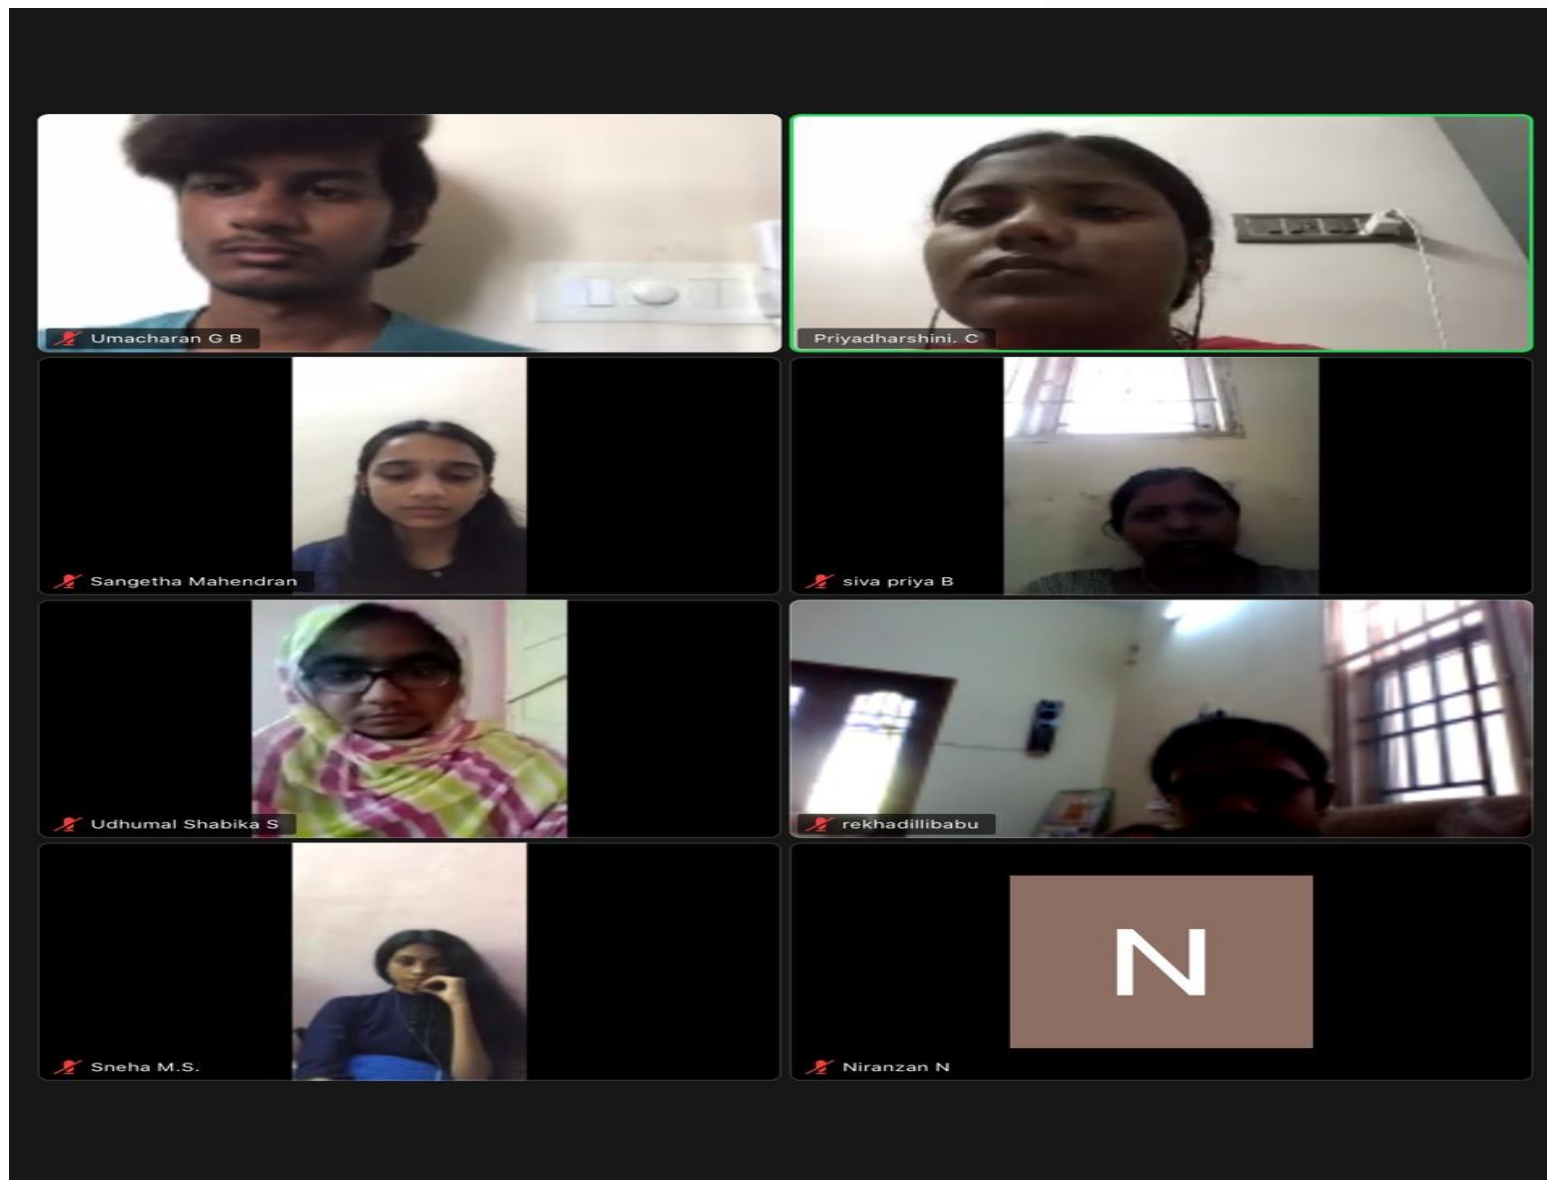 Umacharan G B
Priyadharshini. C
Sangetha Mahendran
siva priya B
Udhumal Shabika S
rekhadillibabu
Sneha M.S.
N
Niranzan N